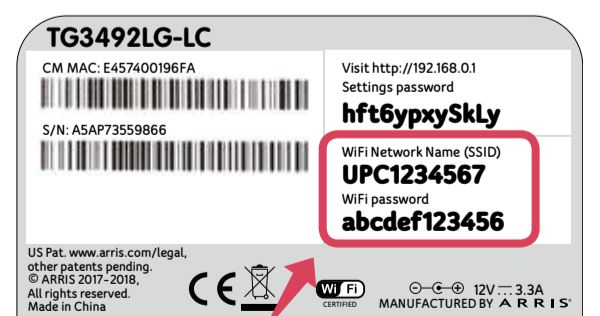 TG3492LG-LC
CM MAC: E457400196FA
S/N: A5AP73559866
Visit http://192.168.0.1
Settings password
hft6ypxySkLy
WiFi Network Name (SSID)
UPC1234567
WiFi password
abcdef123456
US Pat. www.arris.com/legal,
other patents pending.
© ARRIS 2017-2018,
All rights reserved.
Made in China
CE
Wi Fi
CERTIFIED
12V 3.3A
MANUFACTURED BY ARRIS